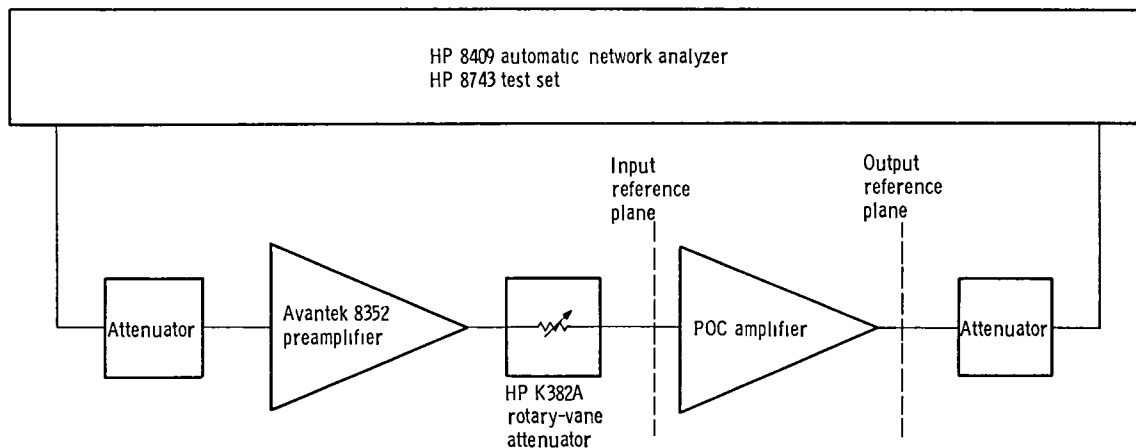 HP 8409 automatic network analyzer
HP 8743 test set
Input
reference
plane
Output
reference
plane
Attenuator
Avantek 8352
preamplifier
HP K382A
rotary-vane
attenuator
POC amplifier
Attenuator